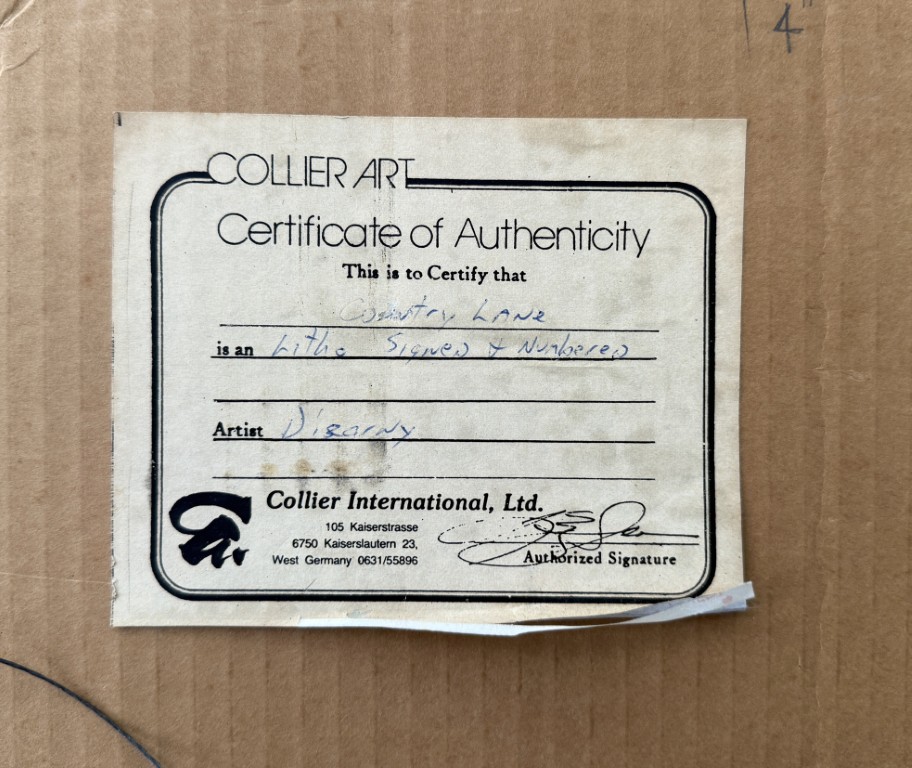 4"
COLLIER ART
Certificate of Authenticity
This is to Certify that
Country Lane
is an Litho Signed & Numbered
Artist Disarny
Collier International, Ltd.
105 Kaiserstrasse
6750 Kaiserslautern 23,
West Germany 0631/55896
Authorized Signature